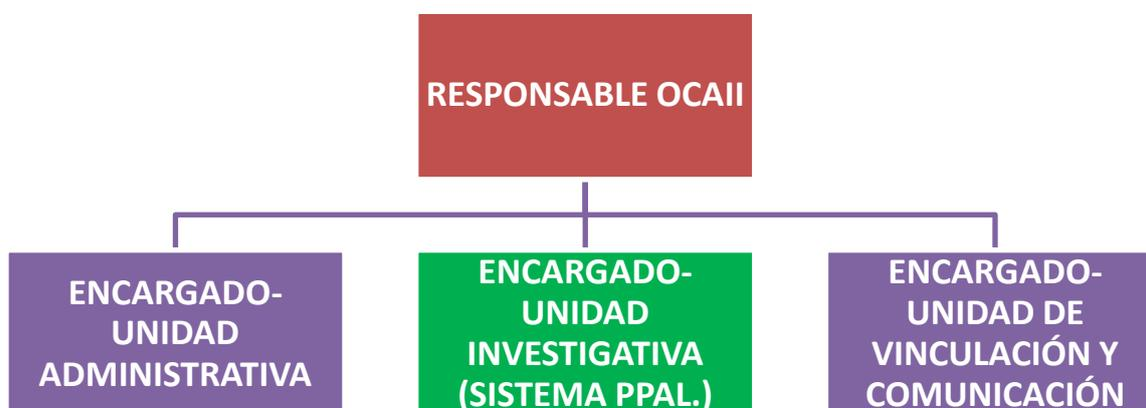 RESPONSABLE OCAII
ENCARGADO-
UNIDAD
ADMINISTRATIVA
ENCARGADO-
UNIDAD
INVESTIGATIVA
(SISTEMA PPAL.)
ENCARGADO-
UNIDAD DE
VINCULACIÓN Y
COMUNICACIÓN